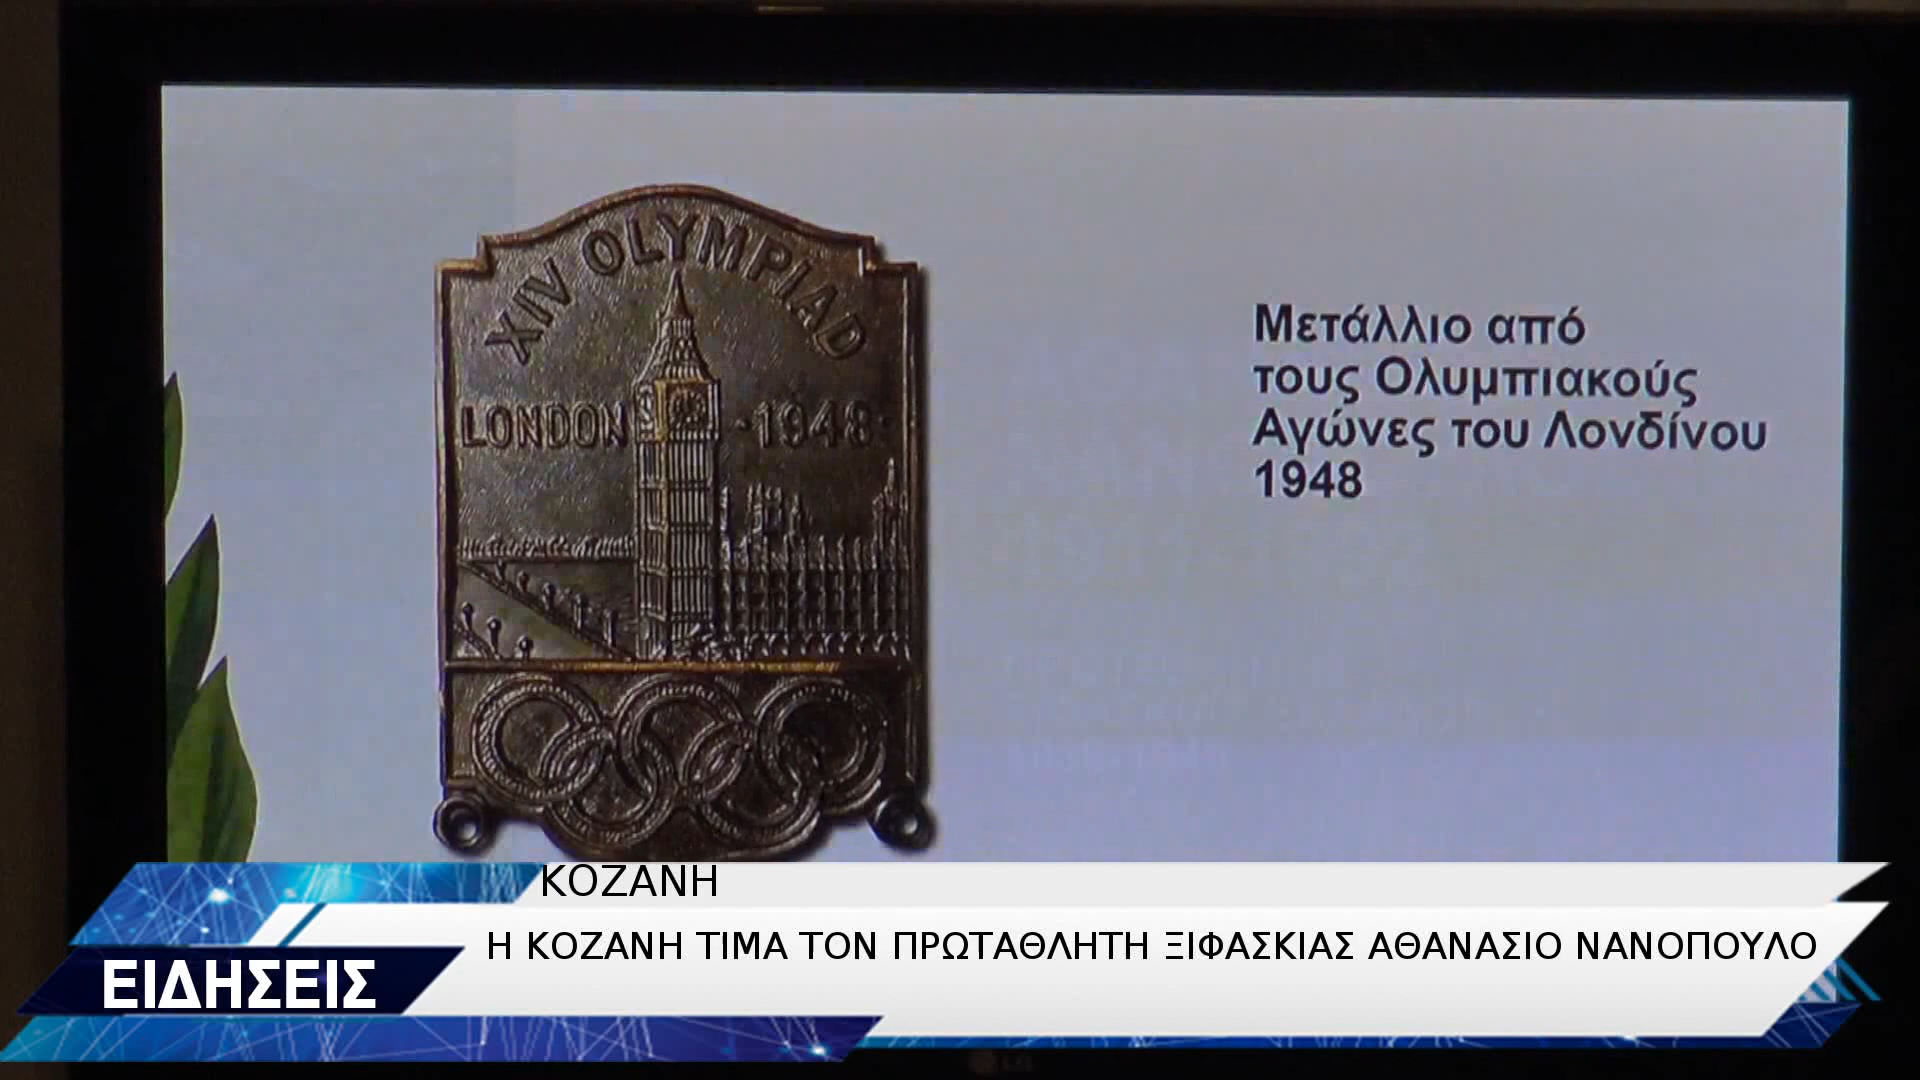 XIV OLYMPIAD
LONDON ·1948·
Μετάλλιο από
τους Ολυμπιακούς
Αγώνες του Λονδίνου
1948
ΚΟΖΑΝΗ
Η ΚΟΖΑΝΗ ΤΙΜΑ ΤΟΝ ΠΡΩΤΑΘΛΗΤΗ ΞΙΦΑΣΚΙΑΣ ΑΘΑΝΑΣΙΟ ΝΑΝΟΠΟΥΛΟ
ΕΙΔΗΣΕΙΣ
LG